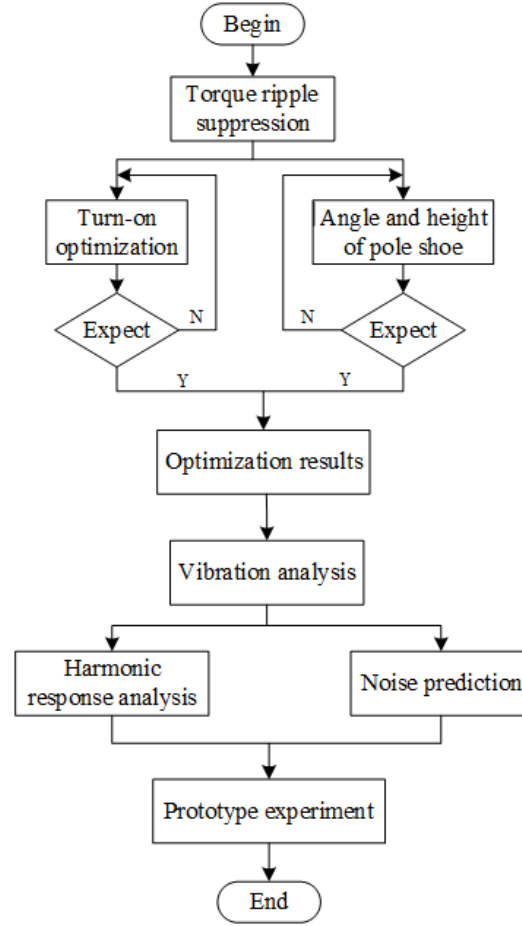 Begin
Torque ripple
suppression
Turn-on
optimization
Angle and height
of pole shoe
Expect
N
N
Expect
Y
Y
Optimization results
Vibration analysis
Harmonic
response analysis
Noise prediction
Prototype experiment
End